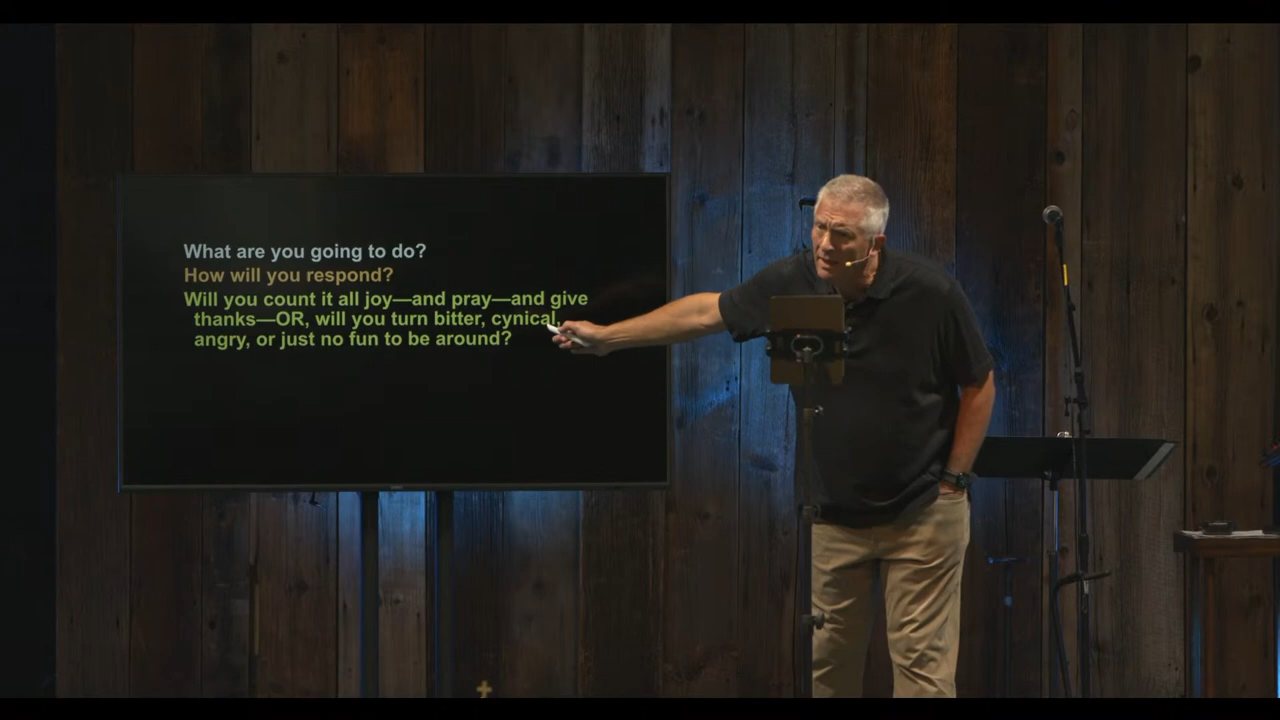 What are you going to do?
How will you respond?
Will you count it all joy—and pray—and give
thanks—OR, will you turn bitter, cynical,
angry, or just no fun to be around?